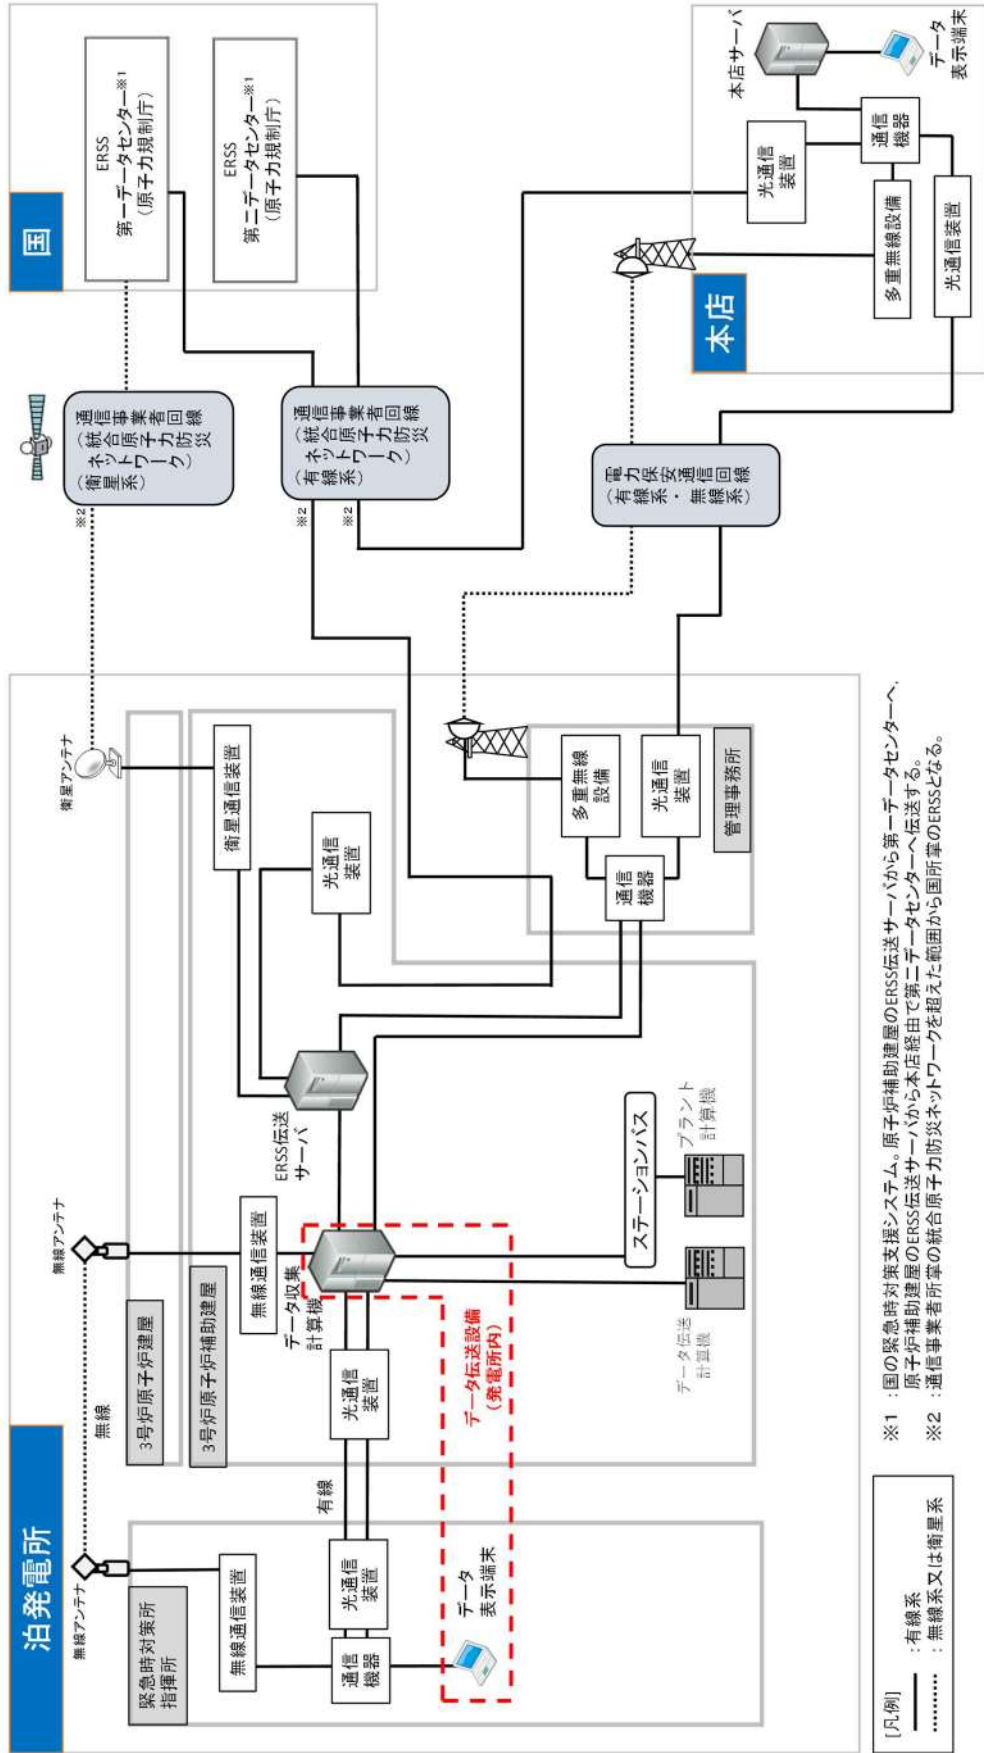 泊発電所
緊急時対策所
指揮所
無線アンテナ
無線通信装置
通信
機器
光通信
装置
データ
表示端末
無線
有線
3号炉原子炉建屋
3号炉原子炉補助建屋
無線アンテナ
無線通信装置
データ収集
計算機
光通信
装置
データ伝送設備
(発電所内)
データ伝送
計算機
プラント
計算機
ステーションバス
ERSS伝送
サーバ
衛星アンテナ
衛星通信装置
光通信
装置
多重無線
設備
光通信
装置
通信
機器
管理事務所
※2
通信事業者回線
(統合原子力防災
ネットワーク)
(衛星系)
※2
※2
通信事業者回線
(統合原子力防災
ネットワーク)
(有線系)
電力保安通信回線
(有線系・無線系)
国
ERSS
第一データセンター※1
(原子力規制庁)
ERSS
第二データセンター※1
(原子力規制庁)
本店
本店サーバ
データ
表示端末
光通信
装置
通信
機器
多重無線設備
光通信装置
[凡例]
:有線系
:無線系又は衛星系
※1 :国の緊急時対策支援システム。原子炉補助建屋のERSS伝送サーバから第一データセンターへ、
原子炉補助建屋のERSS伝送サーバから本店経由で第二データセンターへ伝送する。
※2 :通信事業者所掌の統合原子力防災ネットワークを超えた範囲から国所掌のERSSとなる。